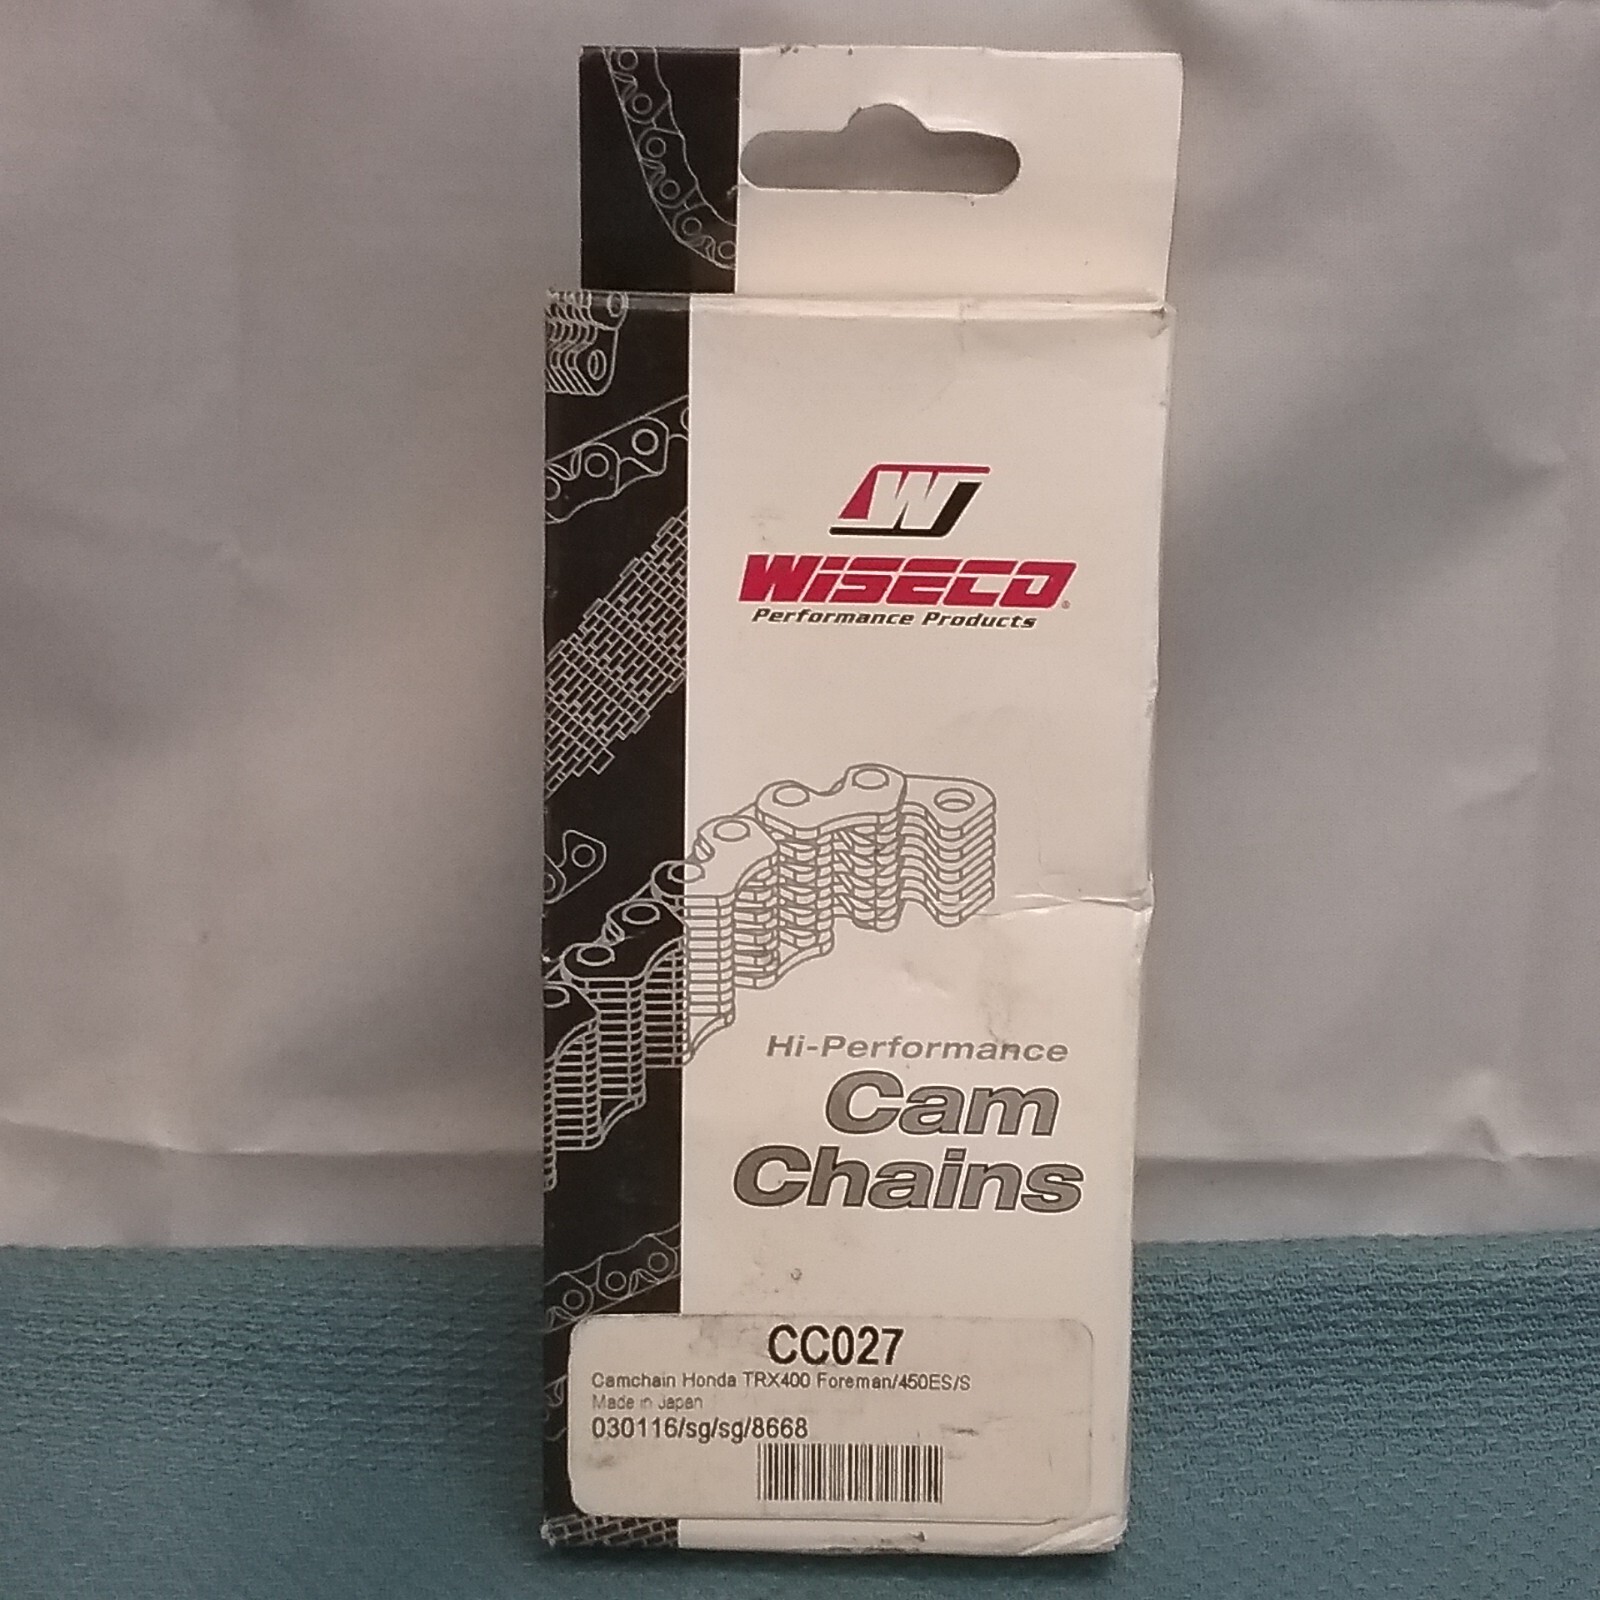 W
WISECO®
Performance Products
Hi-Performance
Cam
Chains
CC027
Camchain Honda TRX400 Foreman/450ES/S
Made in Japan
030116/sg/sg/8668